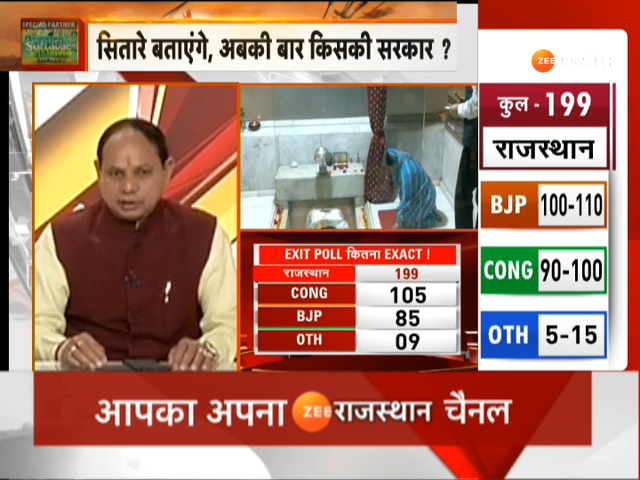 SPECIAL PARTNER
सितारे बताएंगे, अबकी बार किसकी सरकार ?
ZEE
कुल - 199
राजस्थान
BJP 100-110
CONG 90-100
OTH 5-15
EXIT POLL कितना EXACT !
राजस्थान 199
CONG 105
BJP 85
OTH 09
आपका अपना ZEE राजस्थान चैनल